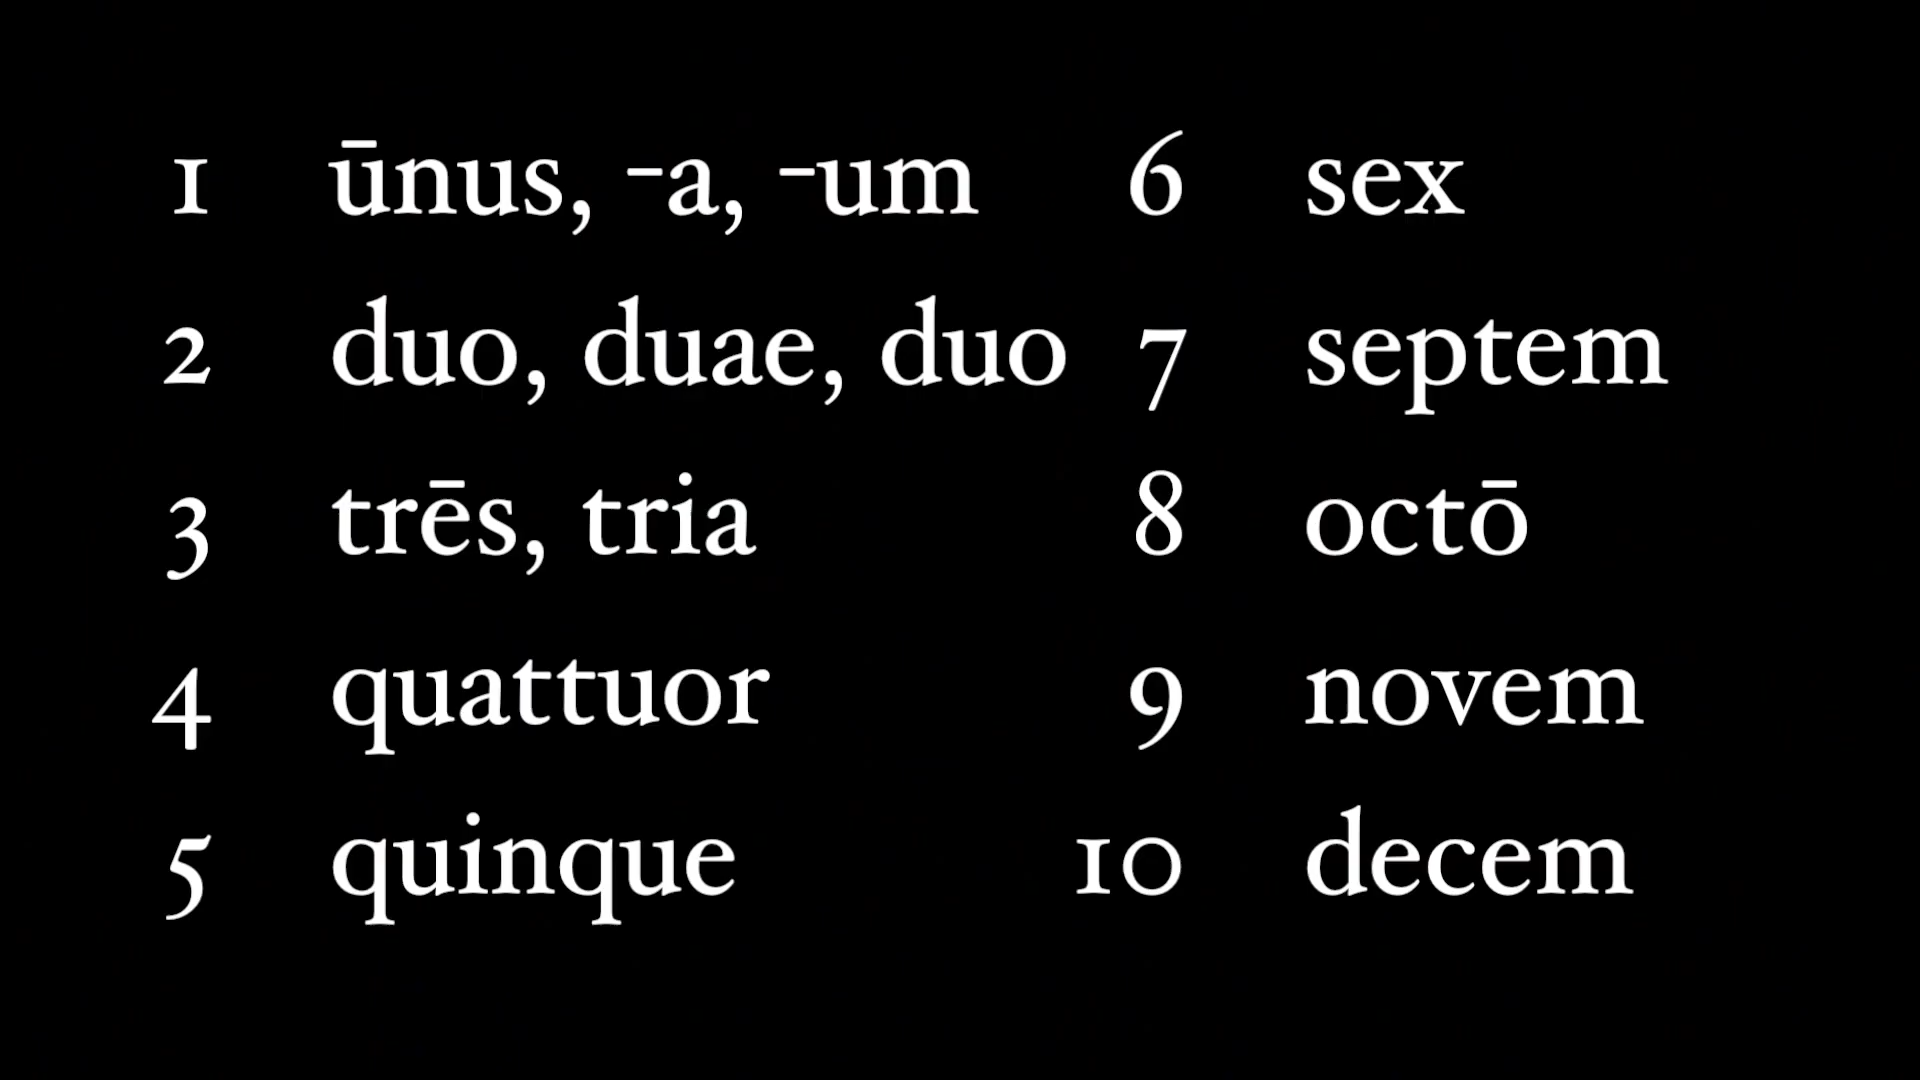 1 ūnus, -a, -um
2 duo, duae, duo
3 trēs, tria
4 quattuor
5 quinque
6 sex
7 septem
8 octō
9 novem
10 decem